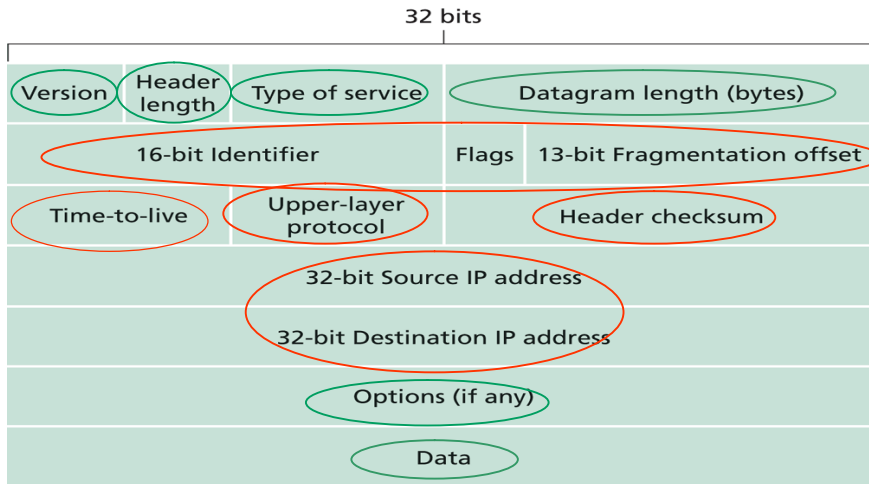 32 bits
Version
Header
length
Type of service
Datagram length (bytes)
16-bit Identifier
Flags
13-bit Fragmentation offset
Time-to-live
Upper-layer
protocol
Header checksum
32-bit Source IP address
32-bit Destination IP address
Options (if any)
Data